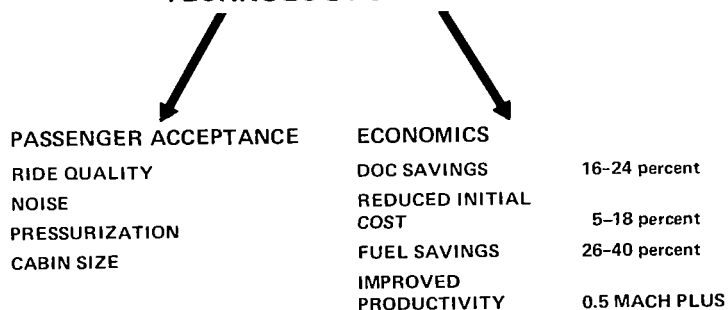 PASSENGER ACCEPTANCE
RIDE QUALITY
NOISE
PRESSURIZATION
CABIN SIZE
ECONOMICS
DOC SAVINGS 16–24 percent
REDUCED INITIAL
COST 5–18 percent
FUEL SAVINGS 26–40 percent
IMPROVED
PRODUCTIVITY 0.5 MACH PLUS